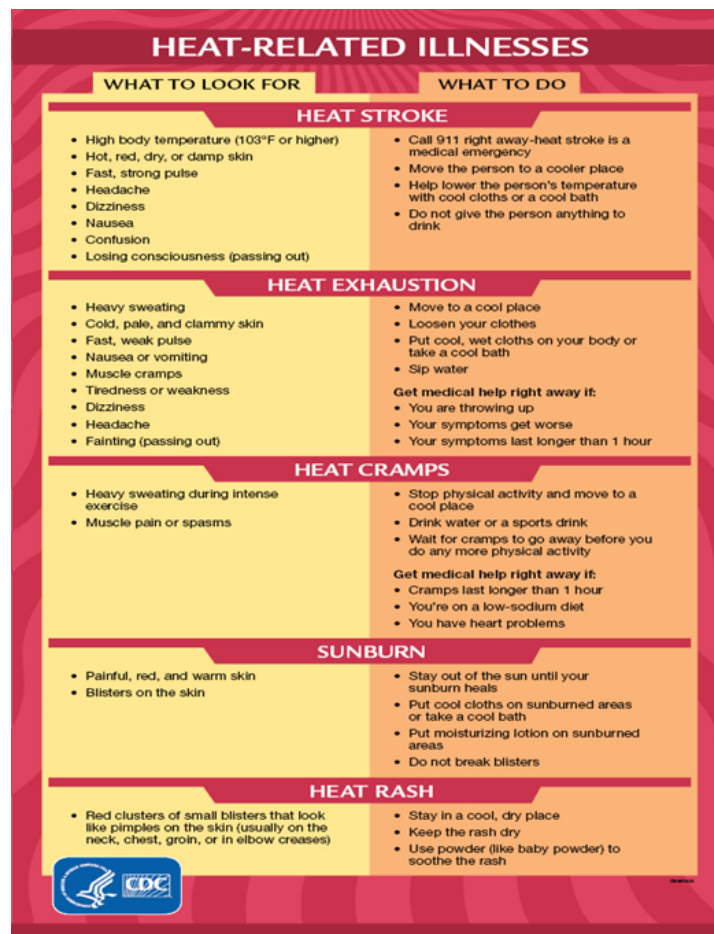 HEAT-RELATED ILLNESSES
WHAT TO LOOK FOR
WHAT TO DO
HEAT STROKE
• High body temperature (103°F or higher)
• Hot, red, dry, or damp skin
• Fast, strong pulse
• Headache
• Dizziness
• Nausea
• Confusion
• Losing consciousness (passing out)
• Call 911 right away-heat stroke is a
medical emergency
• Move the person to a cooler place
• Help lower the person's temperature
with cool cloths or a cool bath
• Do not give the person anything to
drink
HEAT EXHAUSTION
• Heavy sweating
• Cold, pale, and clammy skin
• Fast, weak pulse
• Nausea or vomiting
• Muscle cramps
• Tiredness or weakness
• Dizziness
• Headache
• Fainting (passing out)
• Move to a cool place
• Loosen your clothes
• Put cool, wet cloths on your body or
take a cool bath
• Sip water
Get medical help right away if:
• You are throwing up
• Your symptoms get worse
• Your symptoms last longer than 1 hour
HEAT CRAMPS
• Heavy sweating during intense
exercise
• Muscle pain or spasms
• Stop physical activity and move to a
cool place
• Drink water or a sports drink
• Wait for cramps to go away before you
do any more physical activity
Get medical help right away if:
• Cramps last longer than 1 hour
• You're on a low-sodium diet
• You have heart problems
SUNBURN
• Painful, red, and warm skin
• Blisters on the skin
• Stay out of the sun until your
sunburn heals
• Put cool cloths on sunburned areas
or take a cool bath
• Put moisturizing lotion on sunburned
areas
• Do not break blisters
HEAT RASH
• Red clusters of small blisters that look
like pimples on the skin (usually on the
neck, chest, groin, or in elbow creases)
• Stay in a cool, dry place
• Keep the rash dry
• Use powder (like baby powder) to
soothe the rash
CDC